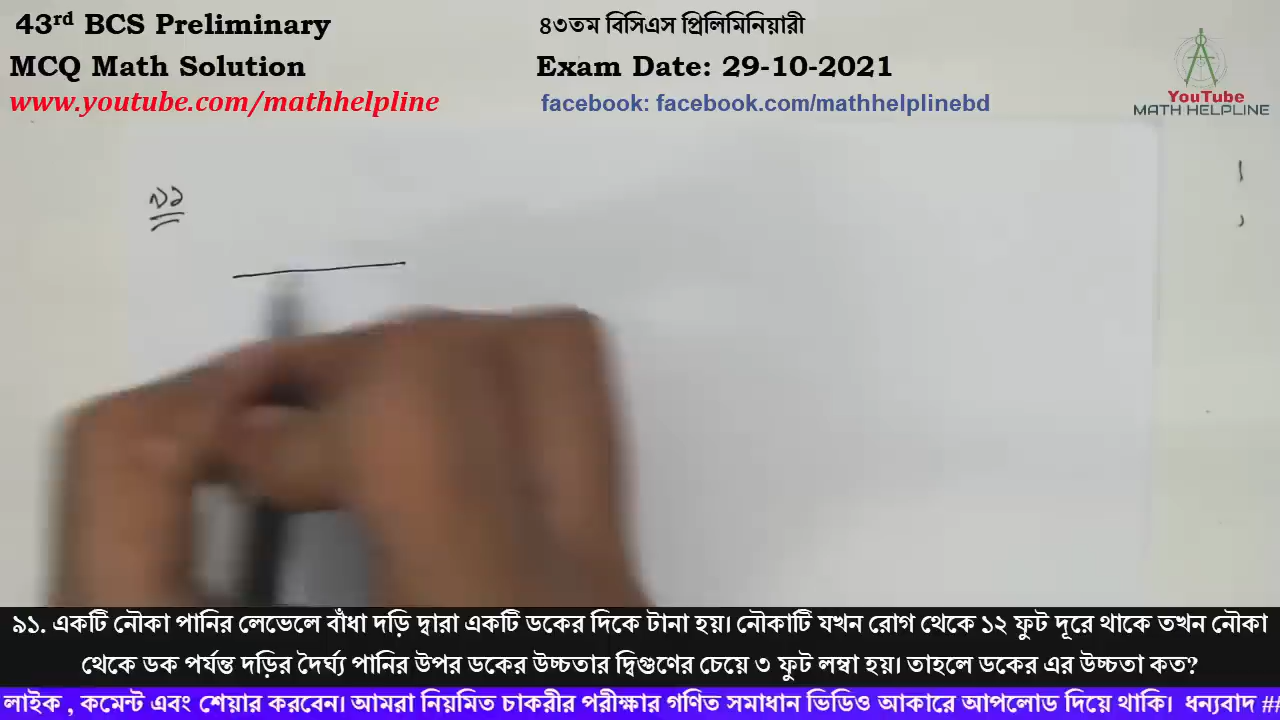 43rd BCS Preliminary
৪৩তম বিসিএস প্রিলিমিনিয়ারী
MCQ Math Solution
Exam Date: 29-10-2021
www.youtube.com/mathhelpline
facebook: facebook.com/mathhelplinebd
YouTube
MATH HELPLINE
৯১
৯১. একটি নৌকা পানির লেভেলে বাঁধা দড়ি দ্বারা একটি ডকের দিকে টানা হয়। নৌকাটি যখন রোগ থেকে ১২ ফুট দূরে থাকে তখন নৌকা
থেকে ডক পর্যন্ত দড়ির দৈর্ঘ্য পানির উপর ডকের উচ্চতার দ্বিগুণের চেয়ে ৩ ফুট লম্বা হয়। তাহলে ডকের এর উচ্চতা কত?
লাইক , কমেন্ট এবং শেয়ার করবেন। আমরা নিয়মিত চাকরীর পরীক্ষার গণিত সমাধান ভিডিও আকারে আপলোড দিয়ে থাকি। ধন্যবাদ ##